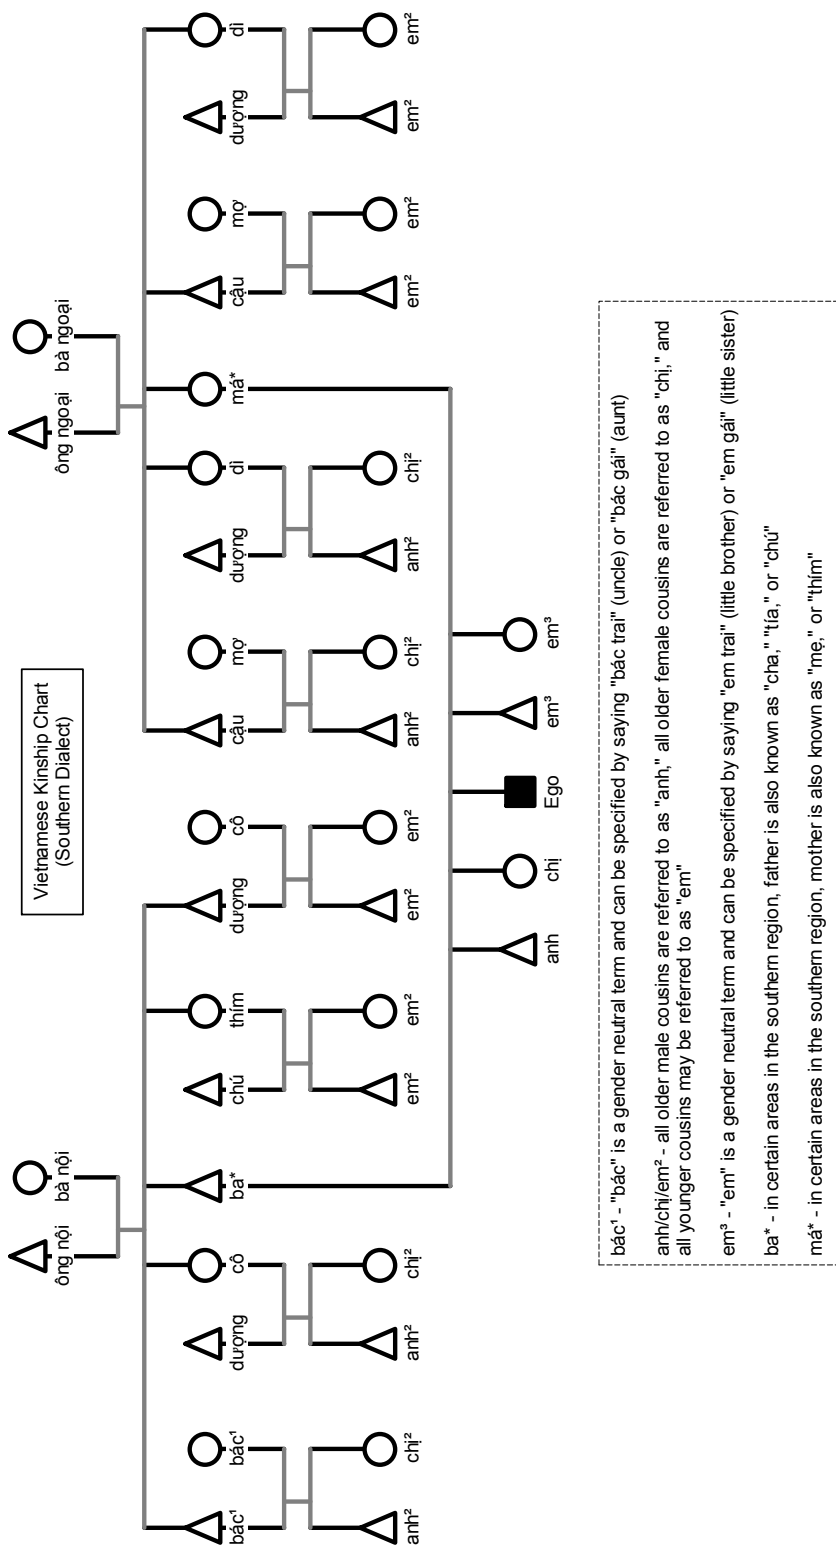 Vietnamese Kinship Chart
(Southern Dialect)
ông nội bà nội ông ngoại bà ngoại
bác¹ bác¹ dượng cô ba* chú thím dượng cô cậu mợ dượng dì má* cậu mợ dượng dì
anh² chị² anh² chị² em² em² em² em² anh² chị² anh² chị² em² em² em² em²
anh chị Ego em³ em³
bác¹ - "bác" is a gender neutral term and can be specified by saying "bác trai" (uncle) or "bác gái" (aunt)
anh/chị/em² - all older male cousins are referred to as "anh," all older female cousins are referred to as "chị," and
all younger cousins may be referred to as "em"
em³ - "em" is a gender neutral term and can be specified by saying "em trai" (little brother) or "em gái" (little sister)
ba* - in certain areas in the southern region, father is also known as "cha," "tía," or "chú"
má* - in certain areas in the southern region, mother is also known as "mẹ," or "thím"